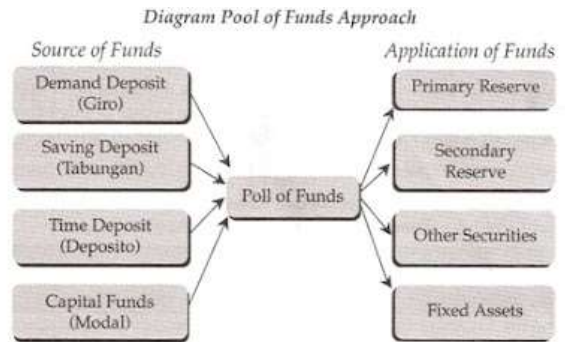 Diagram Pool of Funds Approach
Source of Funds
Application of Funds
Demand Deposit
(Giro)
Saving Deposit
(Tabungan)
Time Deposit
(Deposito)
Capital Funds
(Modal)
Poll of Funds
Primary Reserve
Secondary
Reserve
Other Securities
Fixed Assets